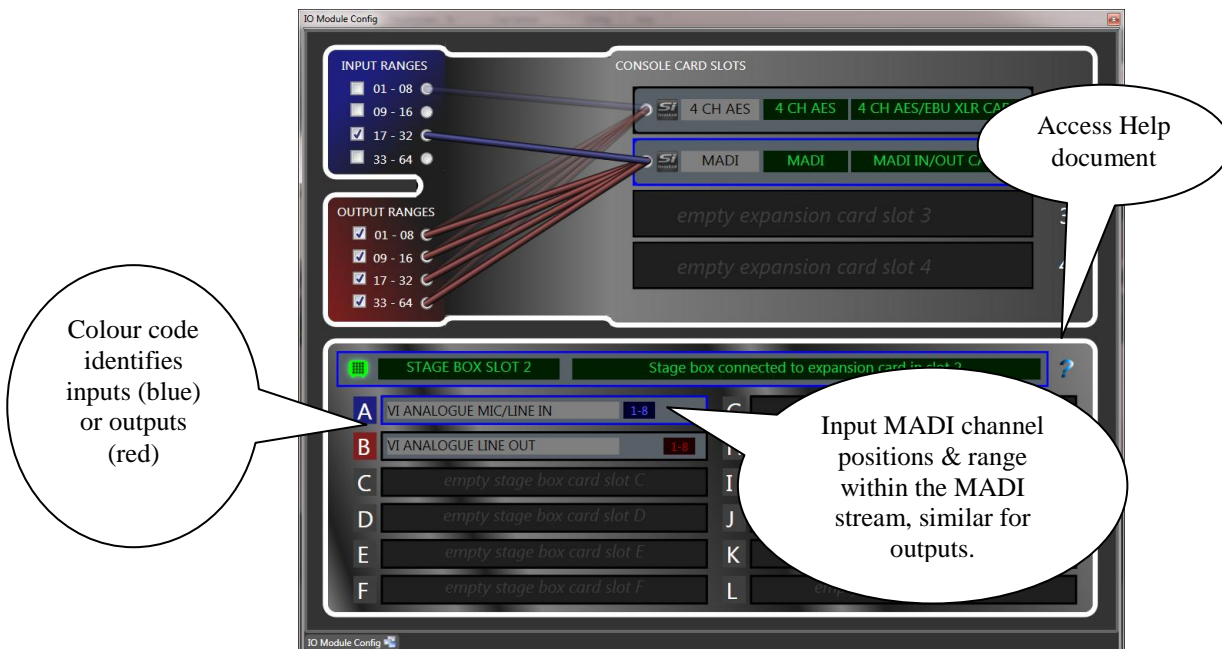 IO Module Config
INPUT RANGES
01 - 08
09 - 16
17 - 32
33 - 64
OUTPUT RANGES
01 - 08
09 - 16
17 - 32
33 - 64
CONSOLE CARD SLOTS
Si 4 CH AES 4 CH AES 4 CH AES/EBU XLR
Si MADI MADI MADI IN/OUT
empty expansion card slot 3 3
empty expansion card slot 4 4
Access Help
document
Colour code
identifies
inputs (blue)
or outputs
(red)
STAGE BOX SLOT 2 Stage box connected to expansion card in slot 2 ?
A VI ANALOGUE MIC/LINE IN 1-8
B VI ANALOGUE LINE OUT 1-8
C empty stage box card slot C
D empty stage box card slot D
E empty stage box card slot E
F empty stage box card slot F
G
H
I
J
K
L
Input MADI channel
positions & range
within the MADI
stream, similar for
outputs.
IO Module Config